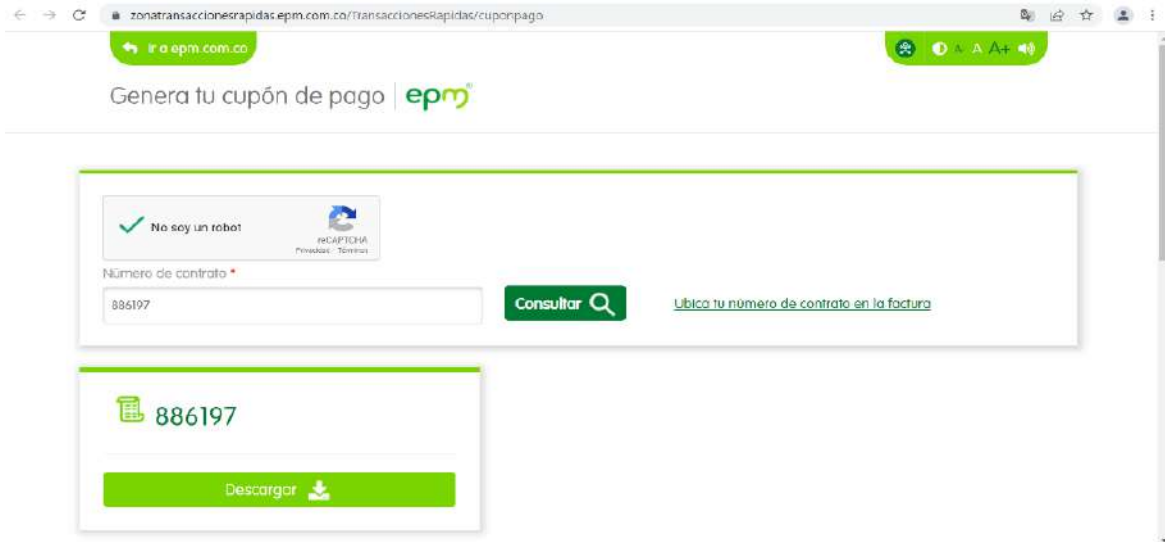 zonatransaccionesrapidas.epm.com.co/TransaccionesRapidas/cuponpago
Ir a epm.com.co
A A A+
Genera tu cupón de pago | epm®
No soy un robot
reCAPTCHA
Privacidad - Términos
Número de contrato *
886197
Consultar
Ubica tu número de contrato en la factura
886197
Descargar